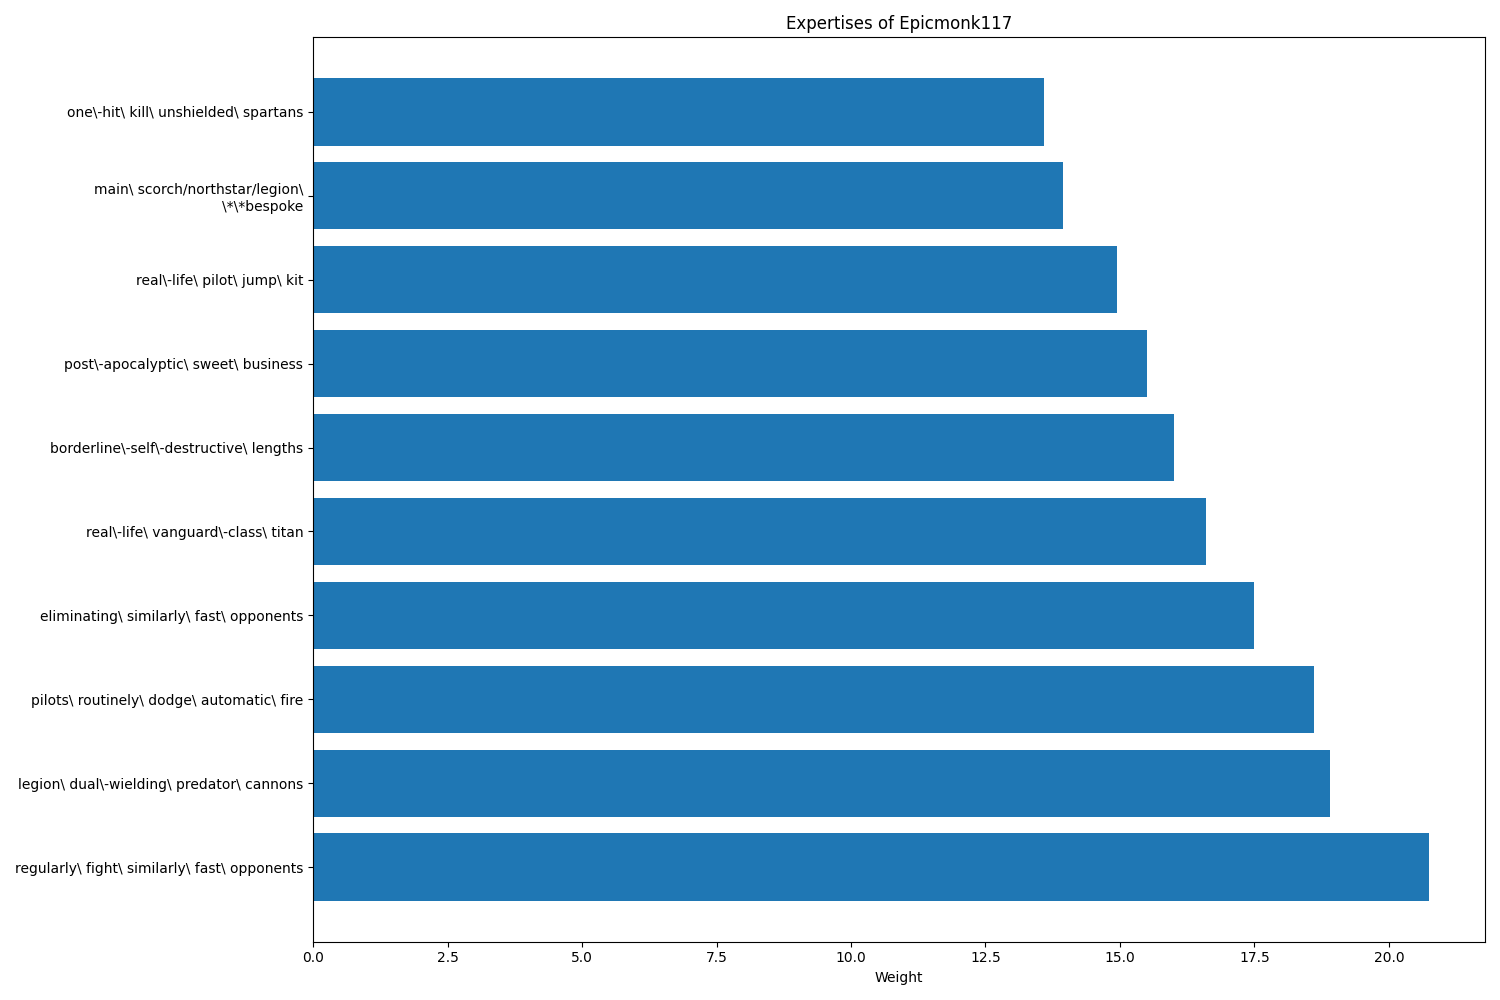 Expertises of Epicmonk117
one\-hit\ kill\ unshielded\ spartans
main\ scorch/northstar/legion\
\*\*bespoke
real\-life\ pilot\ jump\ kit
post\-apocalyptic\ sweet\ business
borderline\-self\-destructive\ lengths
real\-life\ vanguard\-class\ titan
eliminating\ similarly\ fast\ opponents
pilots\ routinely\ dodge\ automatic\ fire
legion\ dual\-wielding\ predator\ cannons
regularly\ fight\ similarly\ fast\ opponents
0.0 2.5 5.0 7.5 10.0 12.5 15.0 17.5 20.0
Weight